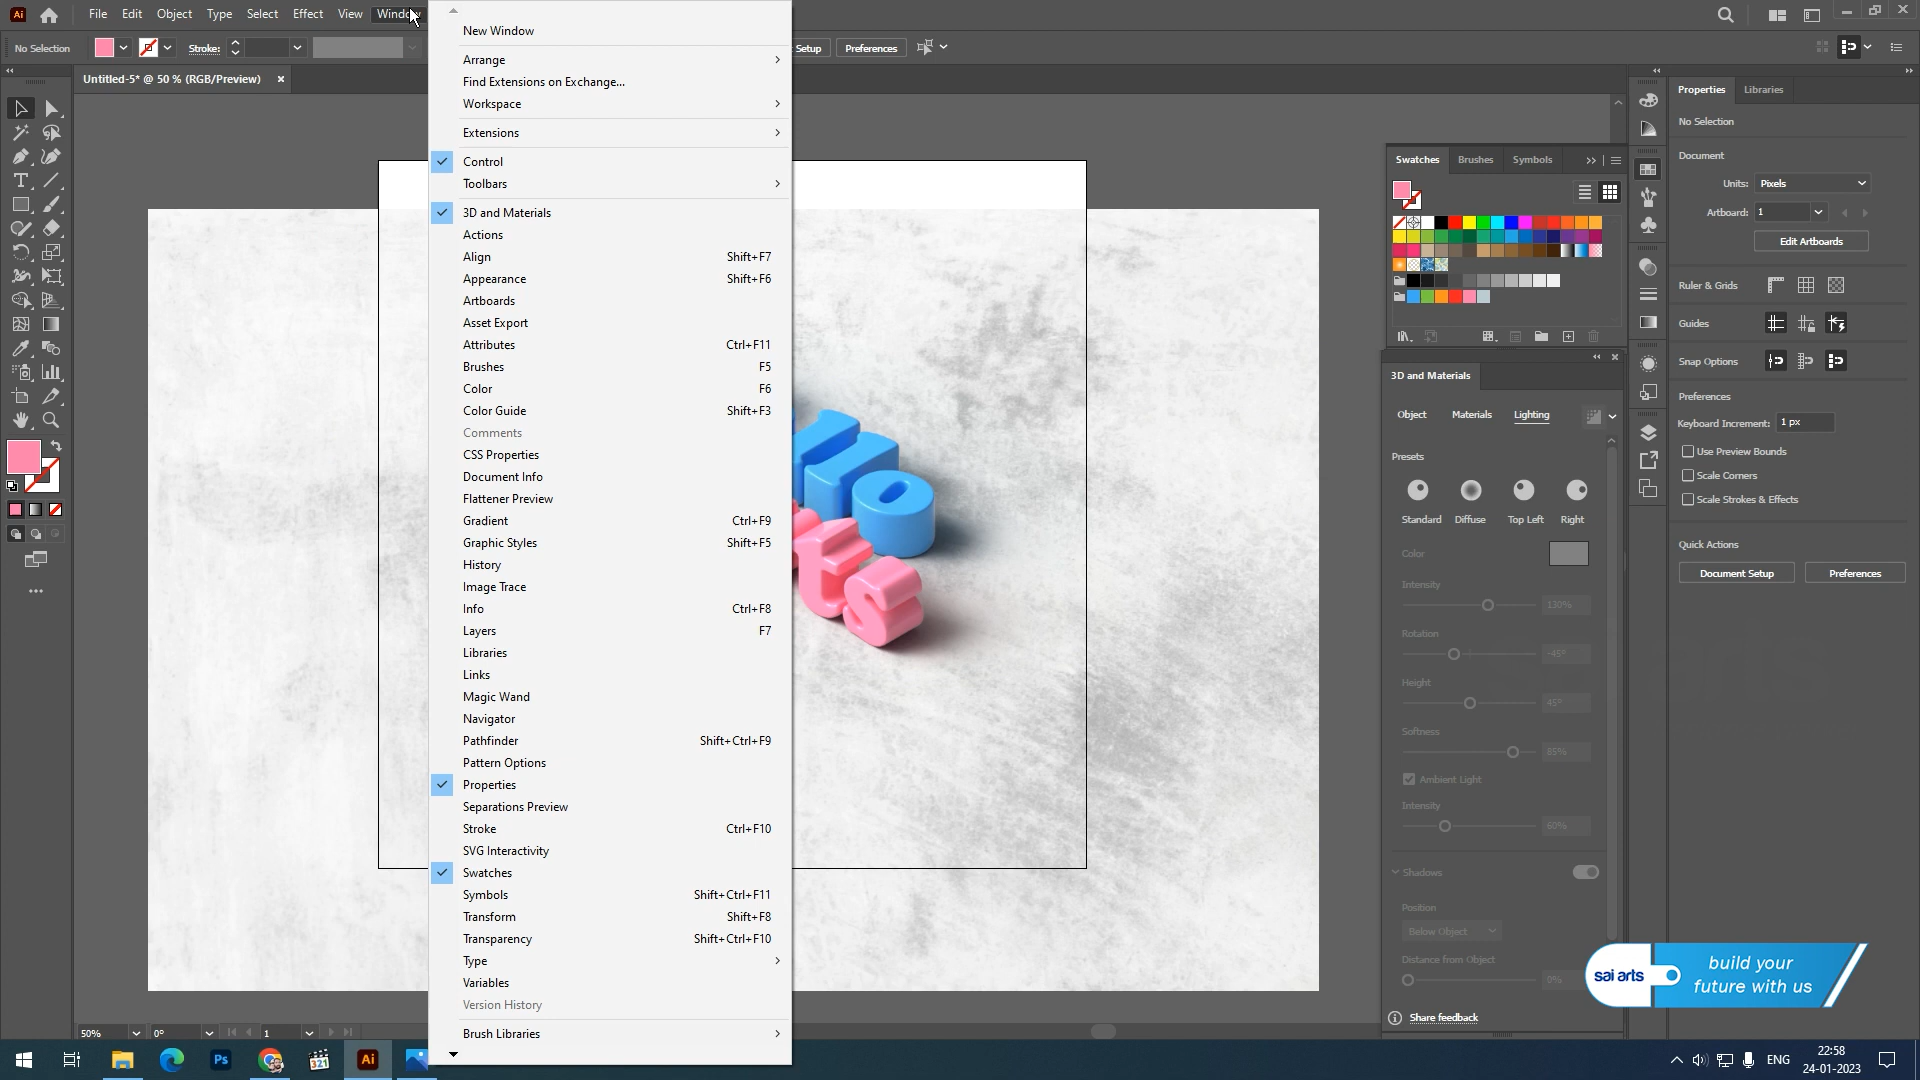 Ai
File Edit Object Type Select Effect View Window
No Selection
Stroke:
Setup
Preferences
Untitled-5* @ 50 % (RGB/Preview) ×
New Window
Arrange
Find Extensions on Exchange...
Workspace
Extensions
Control
Toolbars
3D and Materials
Actions
Align Shift+F7
Appearance Shift+F6
Artboards
Asset Export
Attributes Ctrl+F11
Brushes F5
Color F6
Color Guide Shift+F3
Comments
CSS Properties
Document Info
Flattener Preview
Gradient Ctrl+F9
Graphic Styles Shift+F5
History
Image Trace
Info Ctrl+F8
Layers F7
Libraries
Links
Magic Wand
Navigator
Pathfinder Shift+Ctrl+F9
Pattern Options
Properties
Separations Preview
Stroke Ctrl+F10
SVG Interactivity
Swatches
Symbols Shift+Ctrl+F11
Transform Shift+F8
Transparency Shift+Ctrl+F10
Type
Variables
Version History
Brush Libraries
o
ts
Swatches Brushes Symbols
3D and Materials
Object Materials Lighting
Presets
Standard Diffuse Top Left Right
Color
Intensity
130%
Rotation
-45°
Height
45°
Softness
85%
Ambient Light
Intensity
60%
Shadows
Position
Below Object
Distance from Object
0%
Share feedback
Properties Libraries
No Selection
Document
Units: Pixels
Artboard: 1
Edit Artboards
Ruler & Grids
Guides
Snap Options
Preferences
Keyboard Increment: 1 px
Use Preview Bounds
Scale Corners
Scale Strokes & Effects
Quick Actions
Document Setup Preferences
sai arts
build your
future with us
50% 0° 1
Ps
321
Ai
ENG
22:58
24-01-2023